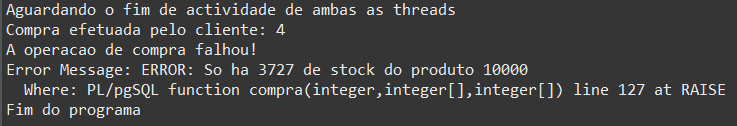 Aguardando o fim de actividade de ambas as threads
Compra efetuada pelo cliente: 4
A operacao de compra falhou!
Error Message: ERROR: So ha 3727 de stock do produto 10000
  Where: PL/pgSQL function compra(integer,integer[],integer[]) line 127 at RAISE
Fim do programa